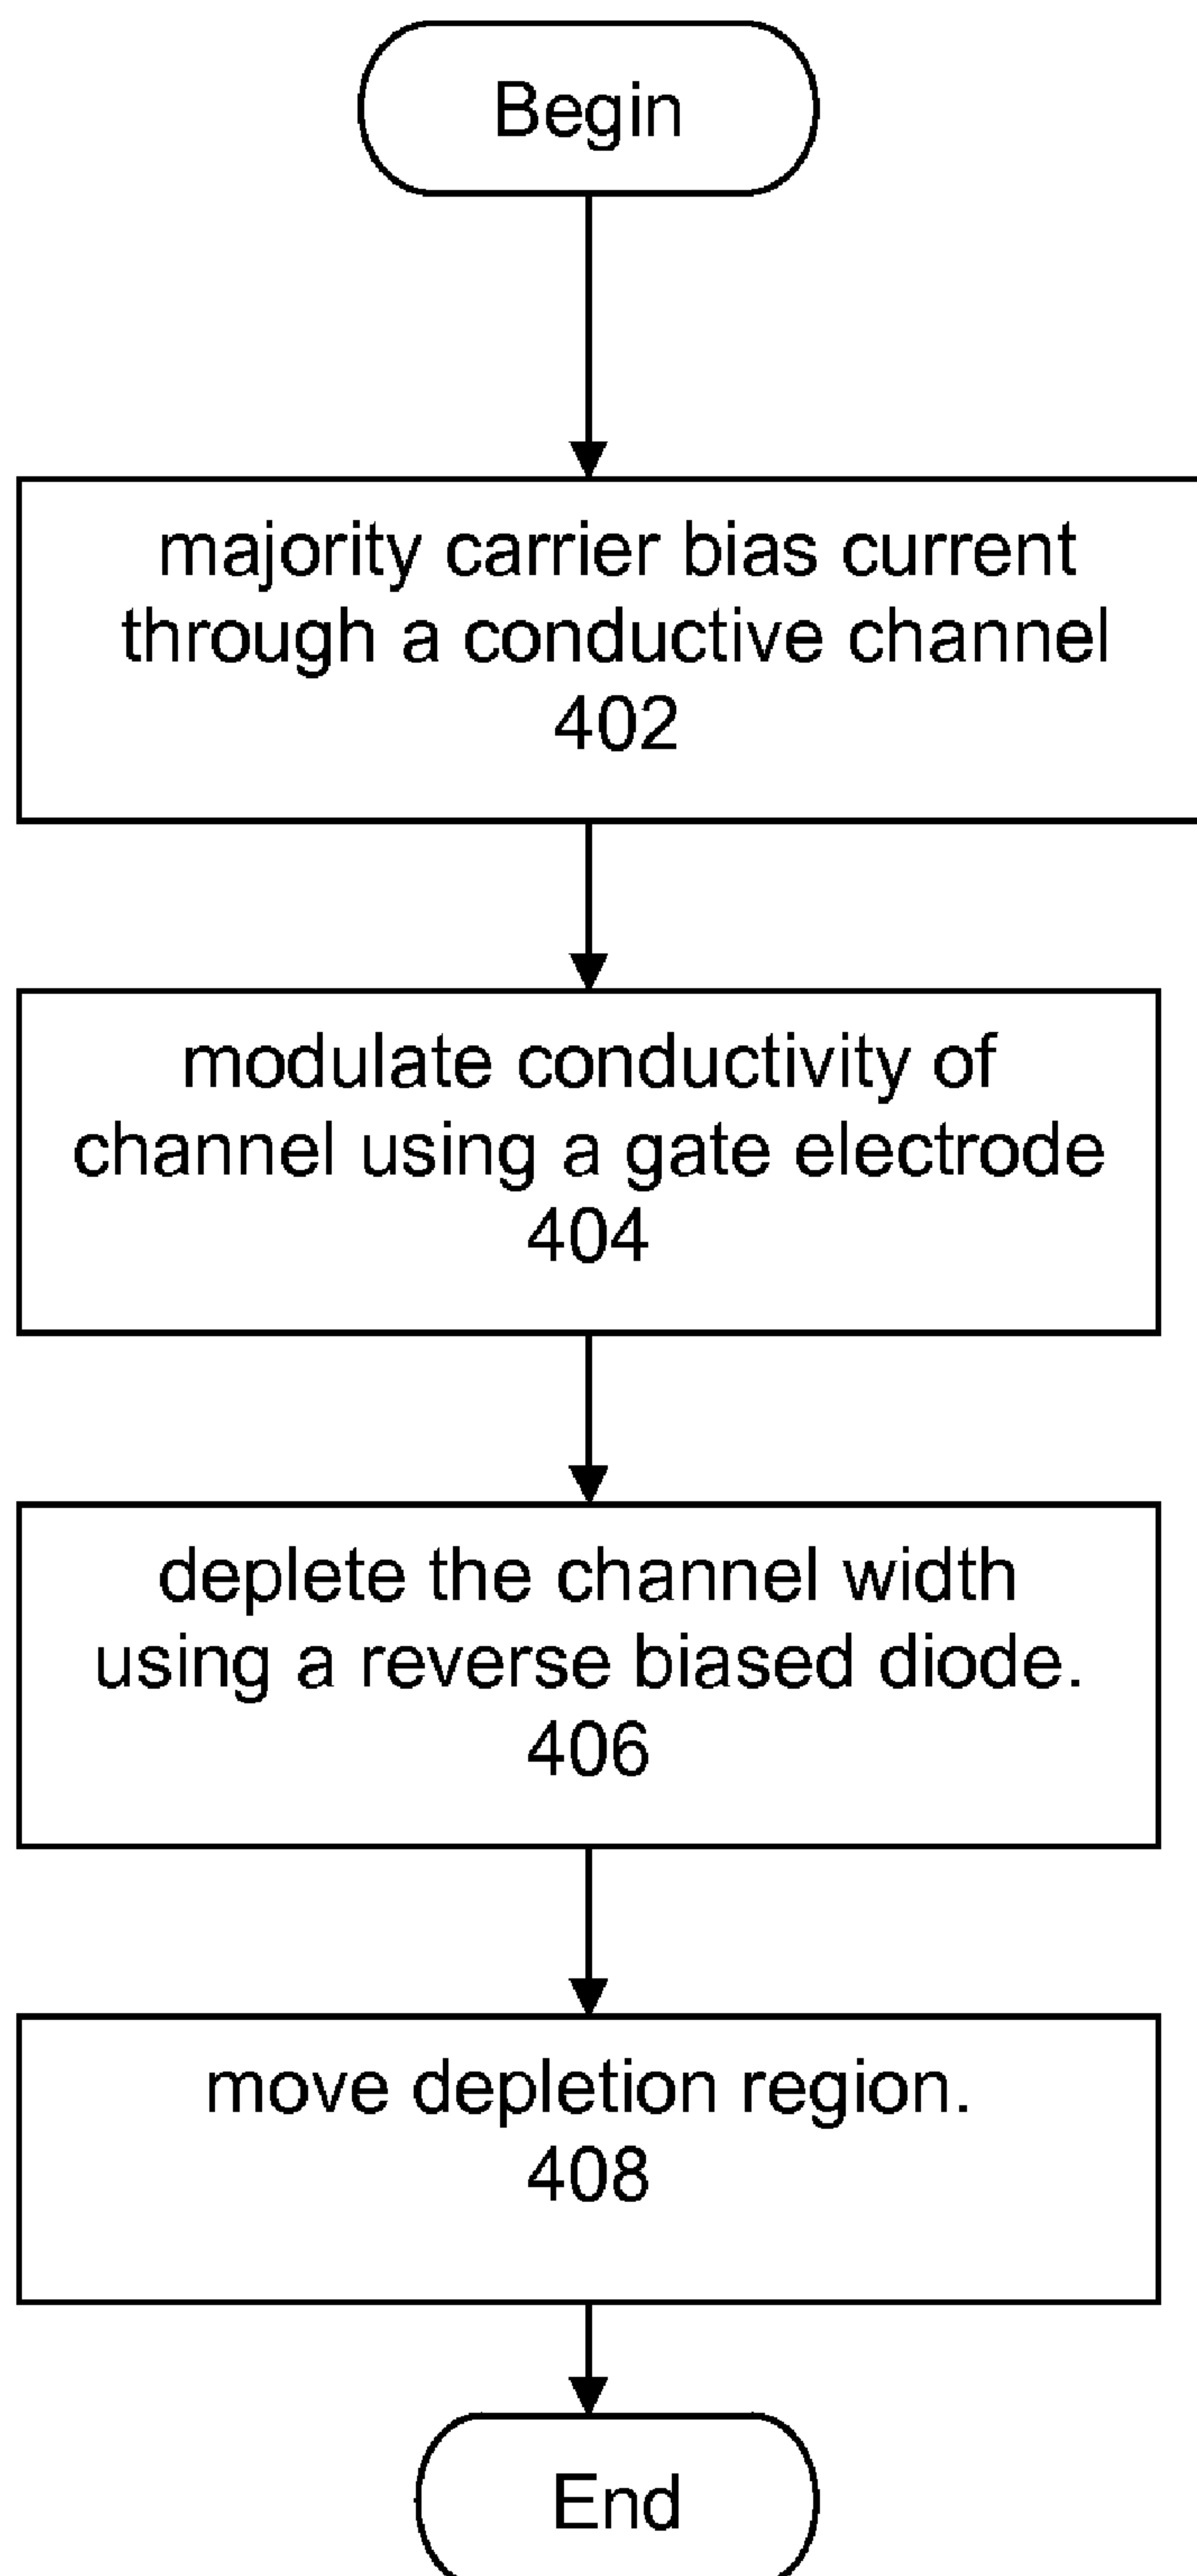 Begin
majority carrier bias current
through a conductive channel
402
modulate conductivity of
channel using a gate electrode
404
deplete the channel width
using a reverse biased diode.
406
move depletion region.
408
End